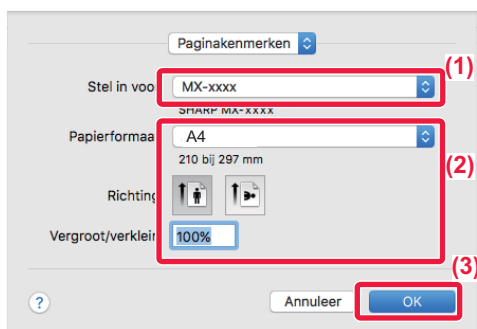 Paginakenmerken
(1)
Stel in voo MX-xxxx
SHARP MX-xxxx
Papierformaa A4
210 bij 297 mm
(2)
Richting
Vergroot/verklein 100%
(3)
? Annuleer OK